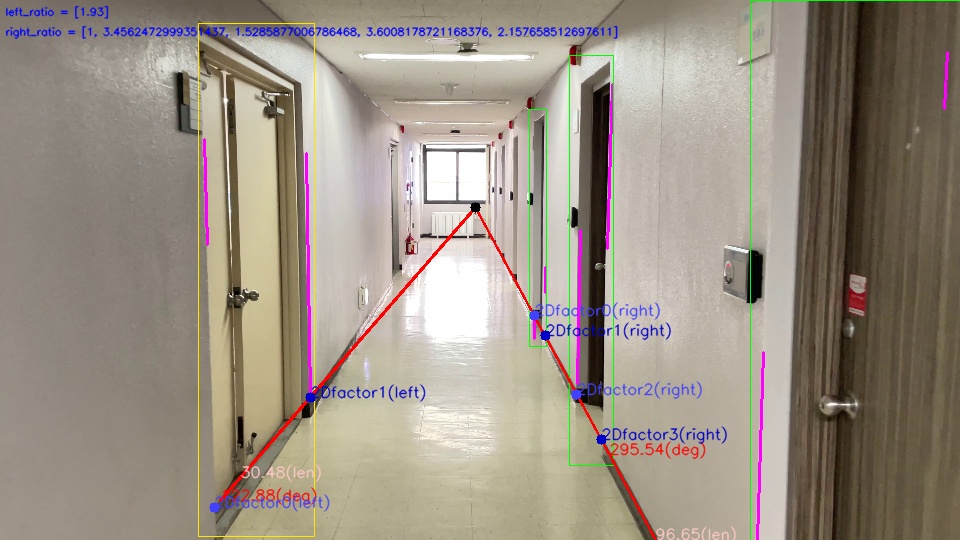 left_ratio = [1.93]
right_ratio = [1, 3.4562472999351437, 1.5285877006786468, 3.6008178721168376, 2.157658512697611]
2Dfactor0(right)
2Dfactor1(right)
2Dfactor2(right)
2Dfactor1(left)
2Dfactor3(right)
295.54(deg)
30.48(len)
2Dfactor0(left)
96.65(len)